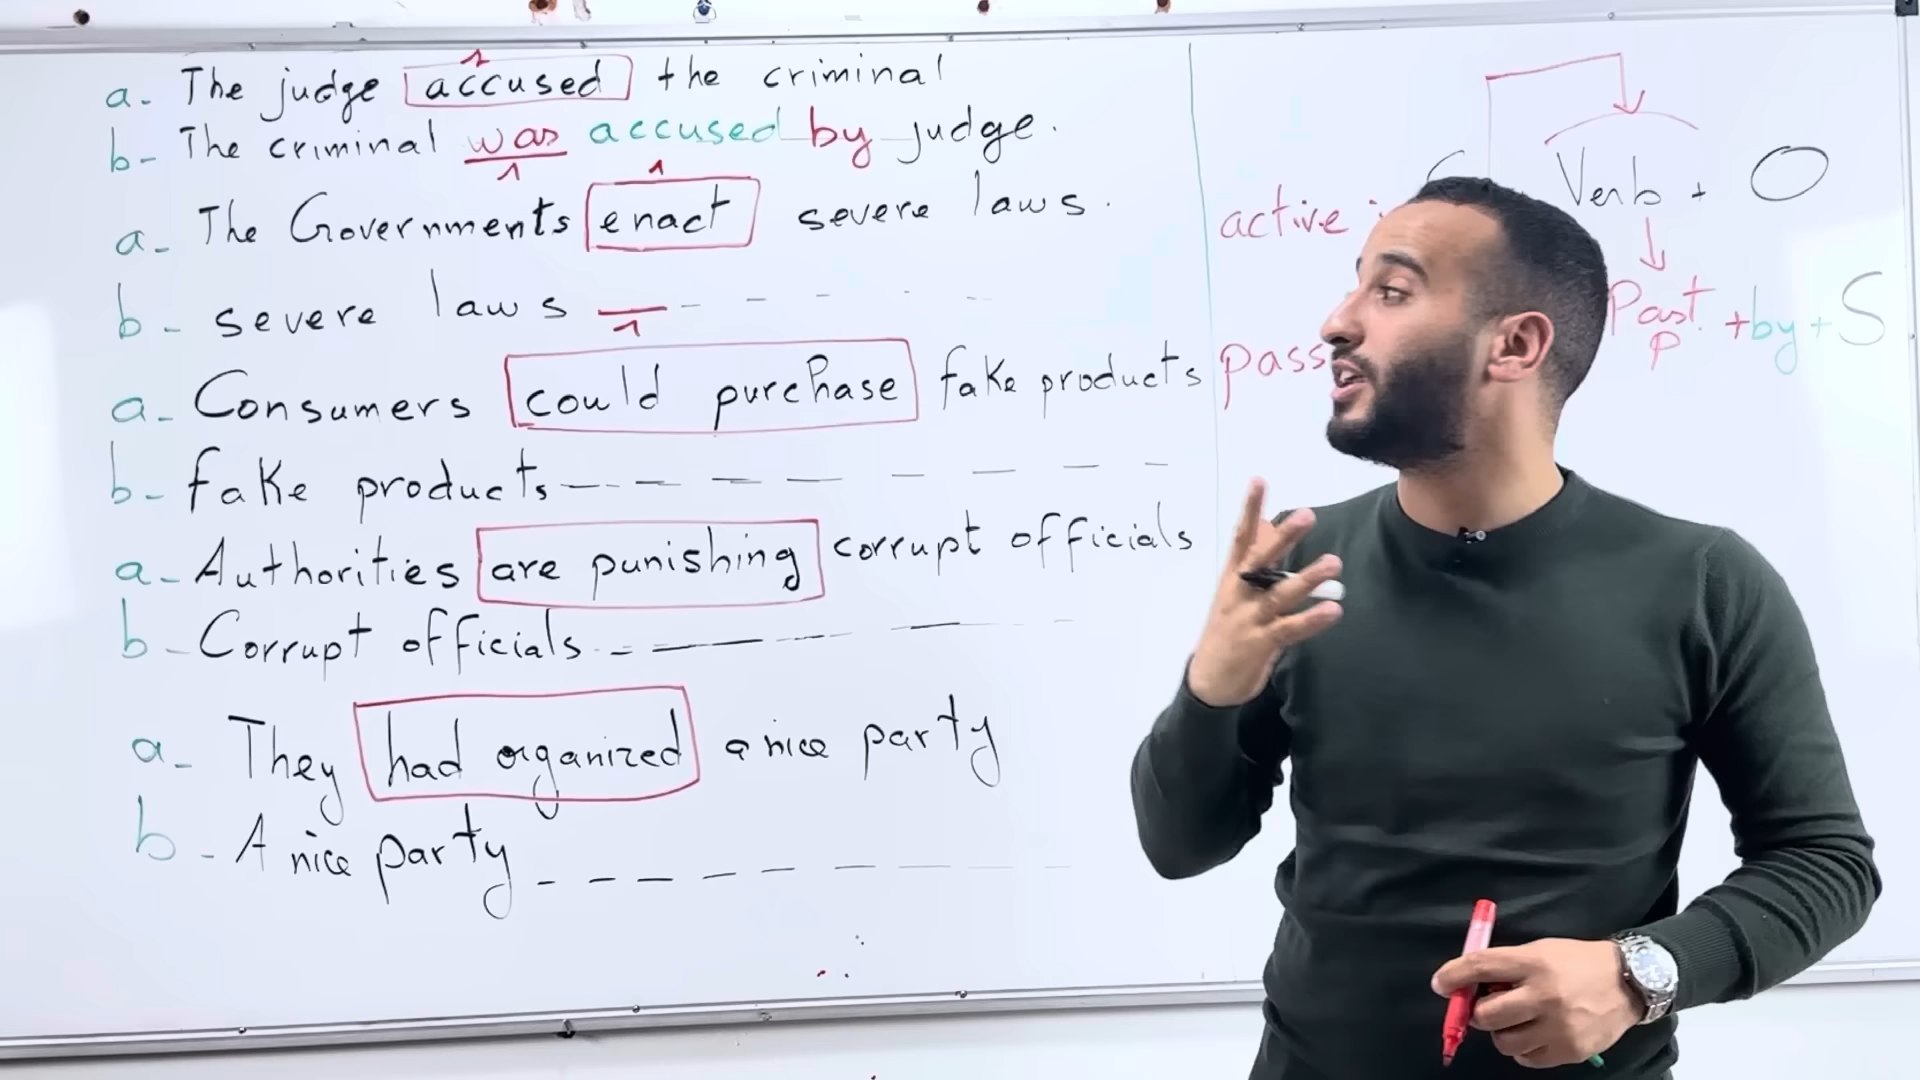 a- The judge accused the criminal
b- The criminal was accused by judge.
a- The Governments enact severe laws.
b- severe laws
a- Consumers could purchase fake products
b- fake products
a- Authorities are punishing corrupt officials
b- Corrupt officials
a- They had organized a nice party
b- A nice party
Verb + O
active
Past P + by + S